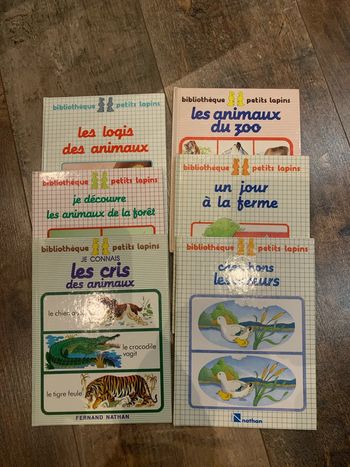 bibliothèque petits lapins
les logis
des animaux
bibliothèque petits lapins
les animaux
du zoo
bibliothèque petits lapins
je découvre
les animaux de la forêt
bibliothèque petits lapins
un jour
à la ferme
bibliothèque petits lapins
JE CONNAIS
les cris
des animaux
le chien
le crocodile
vagit
le tigre feule
FERNAND NATHAN
bibliothèque petits lapins
nathan